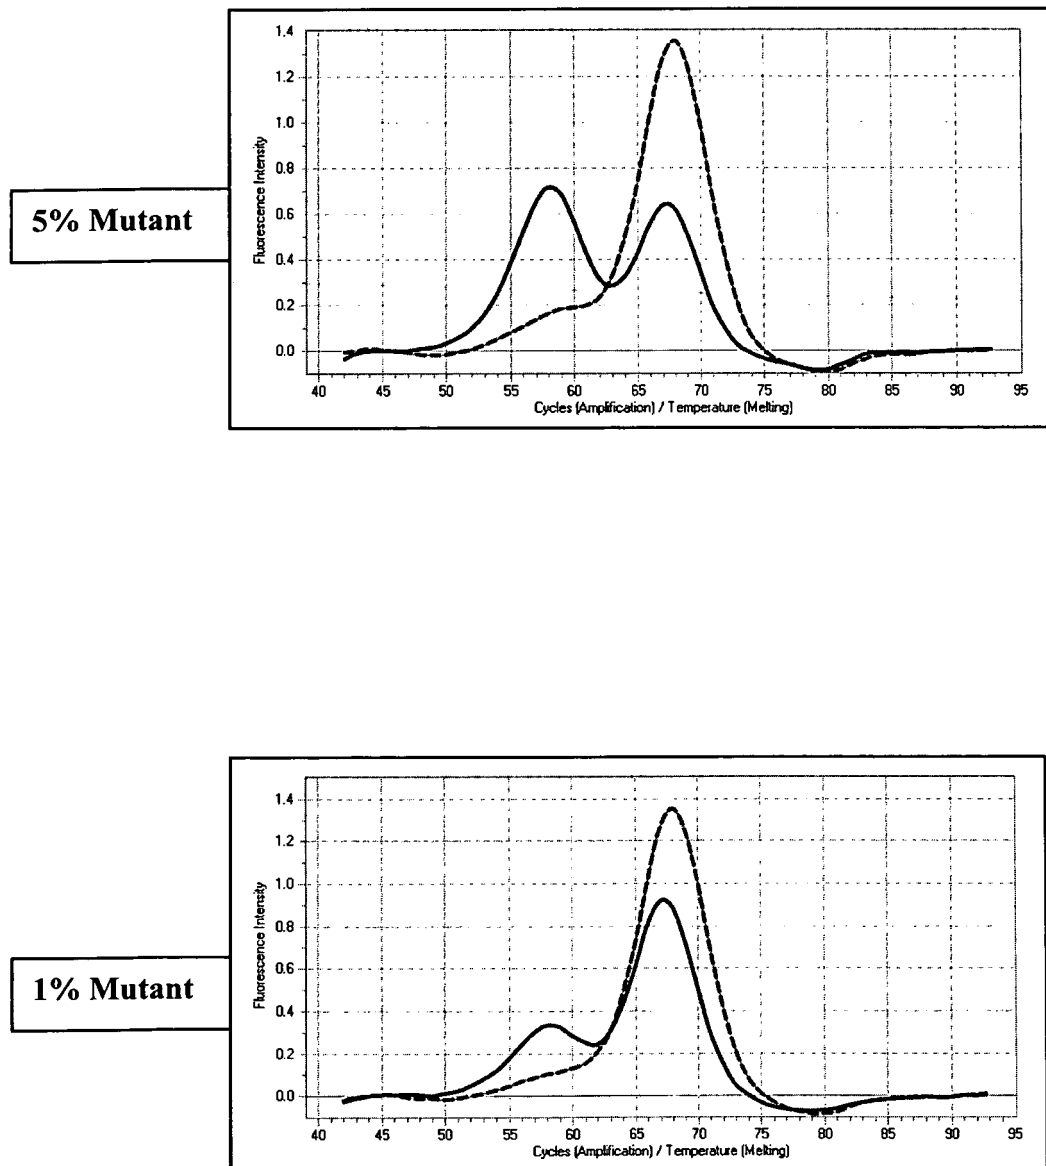 1.4
1.2
1.0
0.8
0.6
0.4
0.2
0.0
Fluorescence Intensity
5% Mutant
40 45 50 55 60 65 70 75 80 85 90 95
Cycles (Amplification) / Temperature (Melting)
1.4
1.2
1.0
0.8
0.6
0.4
0.2
0.0
Fluorescence Intensity
1% Mutant
40 45 50 55 60 65 70 75 80 85 90 95
Cycles (Amplification) / Temperature (Melting)